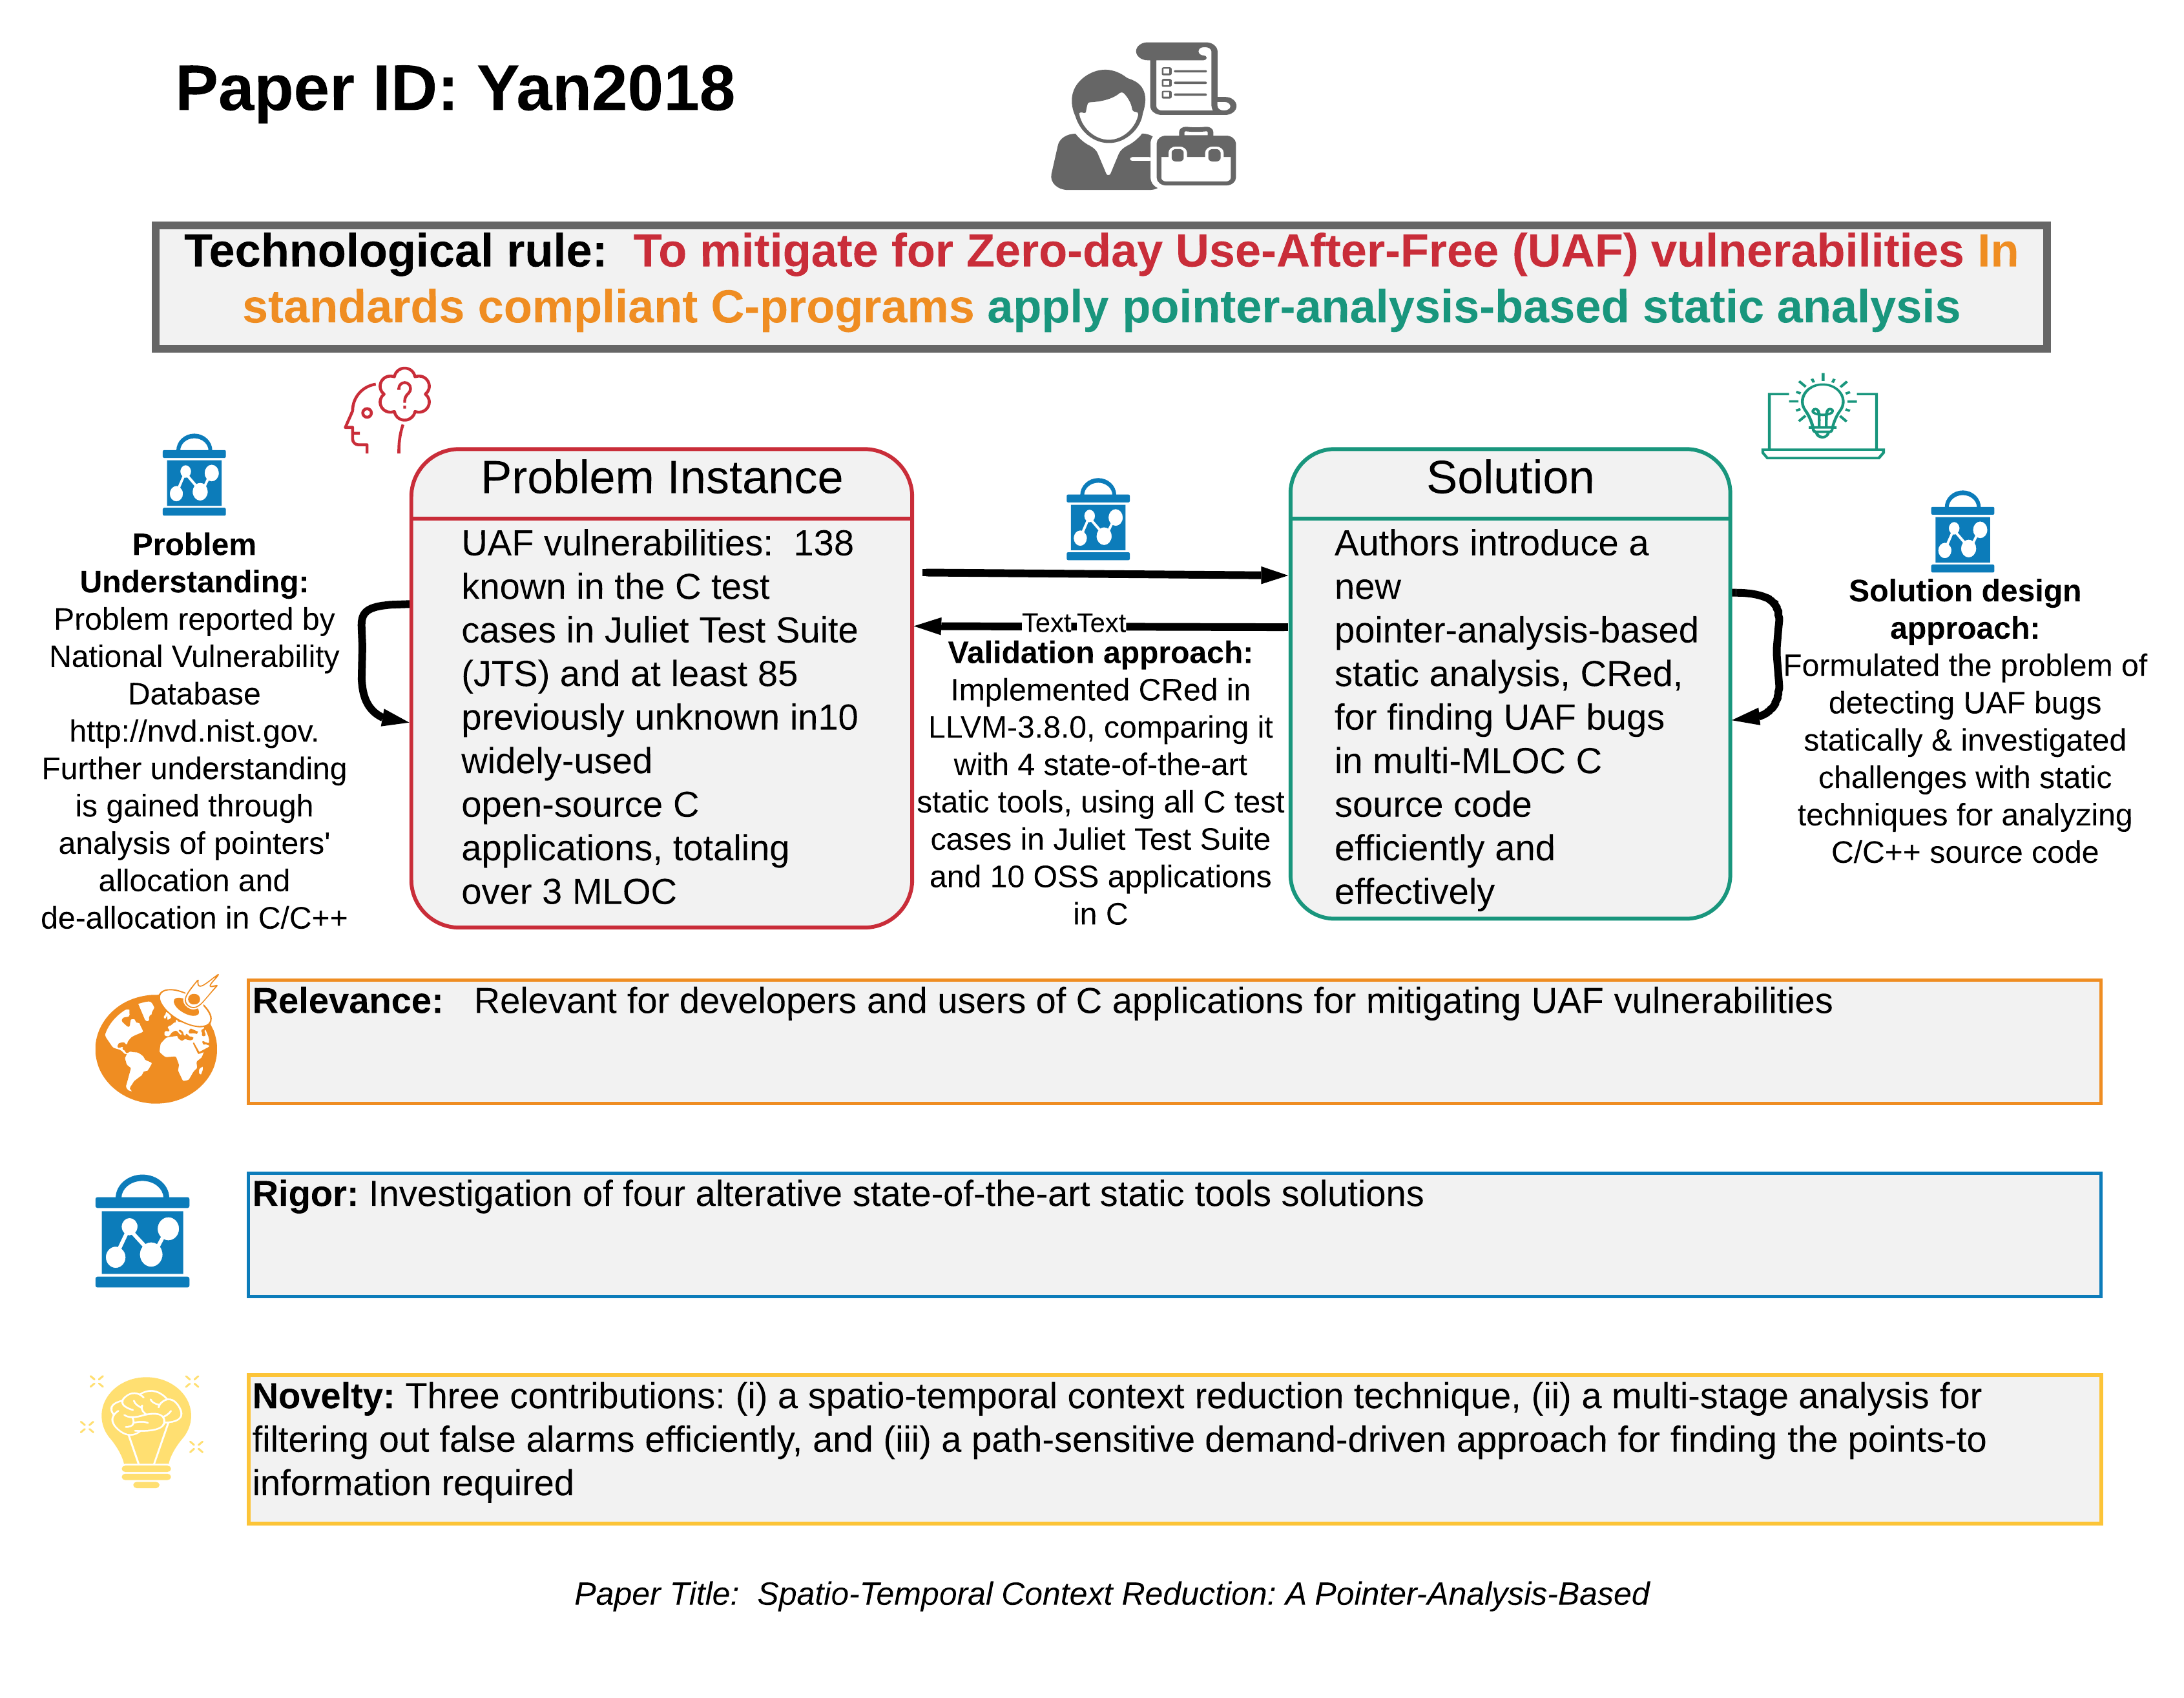 Paper ID: Yan2018
Technological rule: To mitigate for Zero-day Use-After-Free (UAF) vulnerabilities In
standards compliant C-programs apply pointer-analysis-based static analysis
Problem
Understanding:
Problem reported by
National Vulnerability
Database
http://nvd.nist.gov.
Further understanding
is gained through
analysis of pointers'
allocation and
de-allocation in C/C++
Problem Instance
UAF vulnerabilities: 138
known in the C test
cases in Juliet Test Suite
(JTS) and at least 85
previously unknown in10
widely-used
open-source C
applications, totaling
over 3 MLOC
Text Text
Validation approach:
Implemented CRed in
LLVM-3.8.0, comparing it
with 4 state-of-the-art
static tools, using all C test
cases in Juliet Test Suite
and 10 OSS applications
in C
Solution
Authors introduce a
new
pointer-analysis-based
static analysis, CRed,
for finding UAF bugs
in multi-MLOC C
source code
efficiently and
effectively
Solution design
approach:
Formulated the problem of
detecting UAF bugs
statically & investigated
challenges with static
techniques for analyzing
C/C++ source code
Relevance: Relevant for developers and users of C applications for mitigating UAF vulnerabilities
Rigor: Investigation of four alterative state-of-the-art static tools solutions
Novelty: Three contributions: (i) a spatio-temporal context reduction technique, (ii) a multi-stage analysis for
filtering out false alarms efficiently, and (iii) a path-sensitive demand-driven approach for finding the points-to
information required
Paper Title: Spatio-Temporal Context Reduction: A Pointer-Analysis-Based